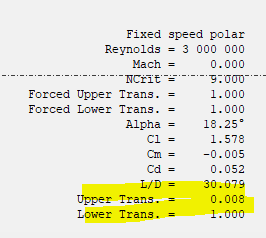 Fixed speed polar
Reynolds = 3 000 000
Mach = 0.000
NCrit = 9.000
Forced Upper Trans. = 1.000
Forced Lower Trans. = 1.000
Alpha = 18.25°
Cl = 1.578
Cm = -0.005
Cd = 0.052
L/D = 30.079
Upper Trans. = 0.008
Lower Trans. = 1.000